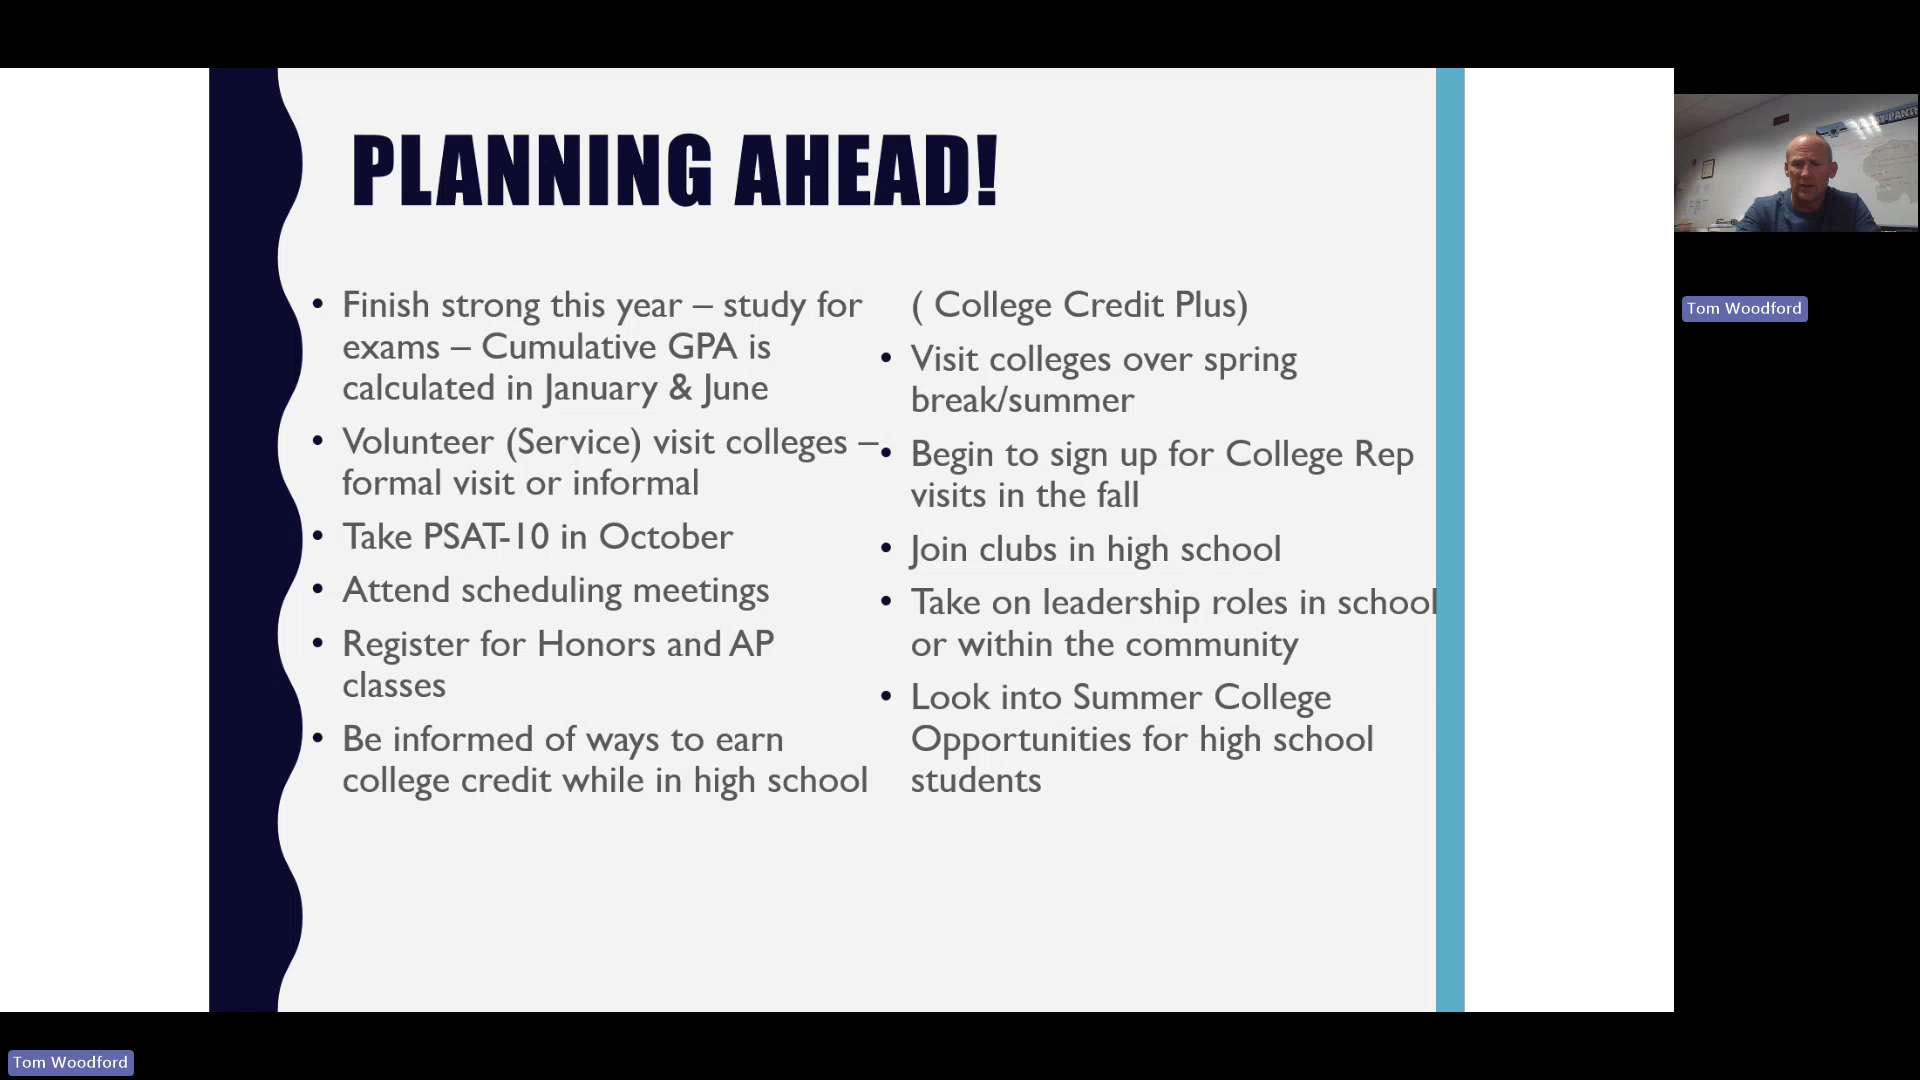 PLANNING AHEAD!
• Finish strong this year – study for
exams – Cumulative GPA is
calculated in January & June
• Volunteer (Service) visit colleges –
formal visit or informal
• Take PSAT-10 in October
• Attend scheduling meetings
• Register for Honors and AP
classes
• Be informed of ways to earn
college credit while in high school
( College Credit Plus)
• Visit colleges over spring
break/summer
• Begin to sign up for College Rep
visits in the fall
• Join clubs in high school
• Take on leadership roles in school
or within the community
• Look into Summer College
Opportunities for high school
students
Tom Woodford
Tom Woodford